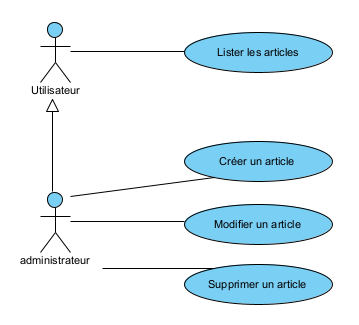 Lister les articles
Utilisateur
Créer un article
Modifier un article
administrateur
Supprimer un article